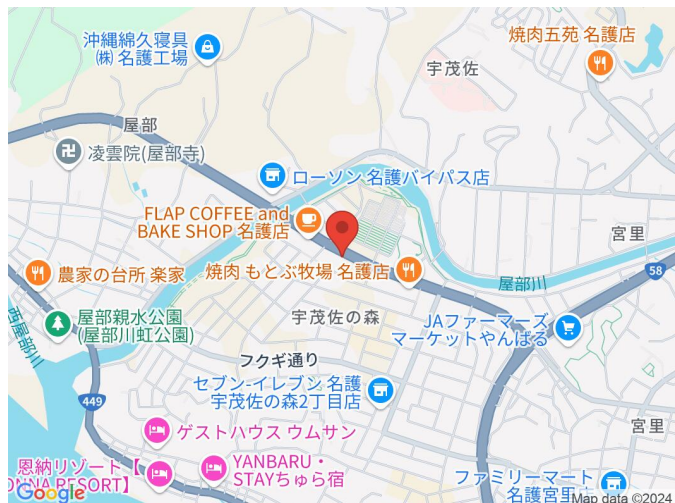 沖縄綿久寝具
㈱ 名護工場
焼肉五苑 名護店
宇茂佐
屋部
凌雲院(屋部寺)
ローソン 名護バイパス店
FLAP COFFEE and
BAKE SHOP 名護店
宮里
農家の台所 楽家
焼肉 もとぶ牧場 名護店
58
屋部川
西屋部川
屋部親水公園
(屋部川虹公園)
宇茂佐の森
JAファーマーズ
マーケットやんばる
フクギ通り
セブン-イレブン 名護
宇茂佐の森2丁目店
449
ゲストハウス ウムサン
宮里
恩納リゾート【
ONNA RESORT】
YANBARU・
STAYちゅら宿
ファミリーマート
名護宮里店
Google
Map data ©2024